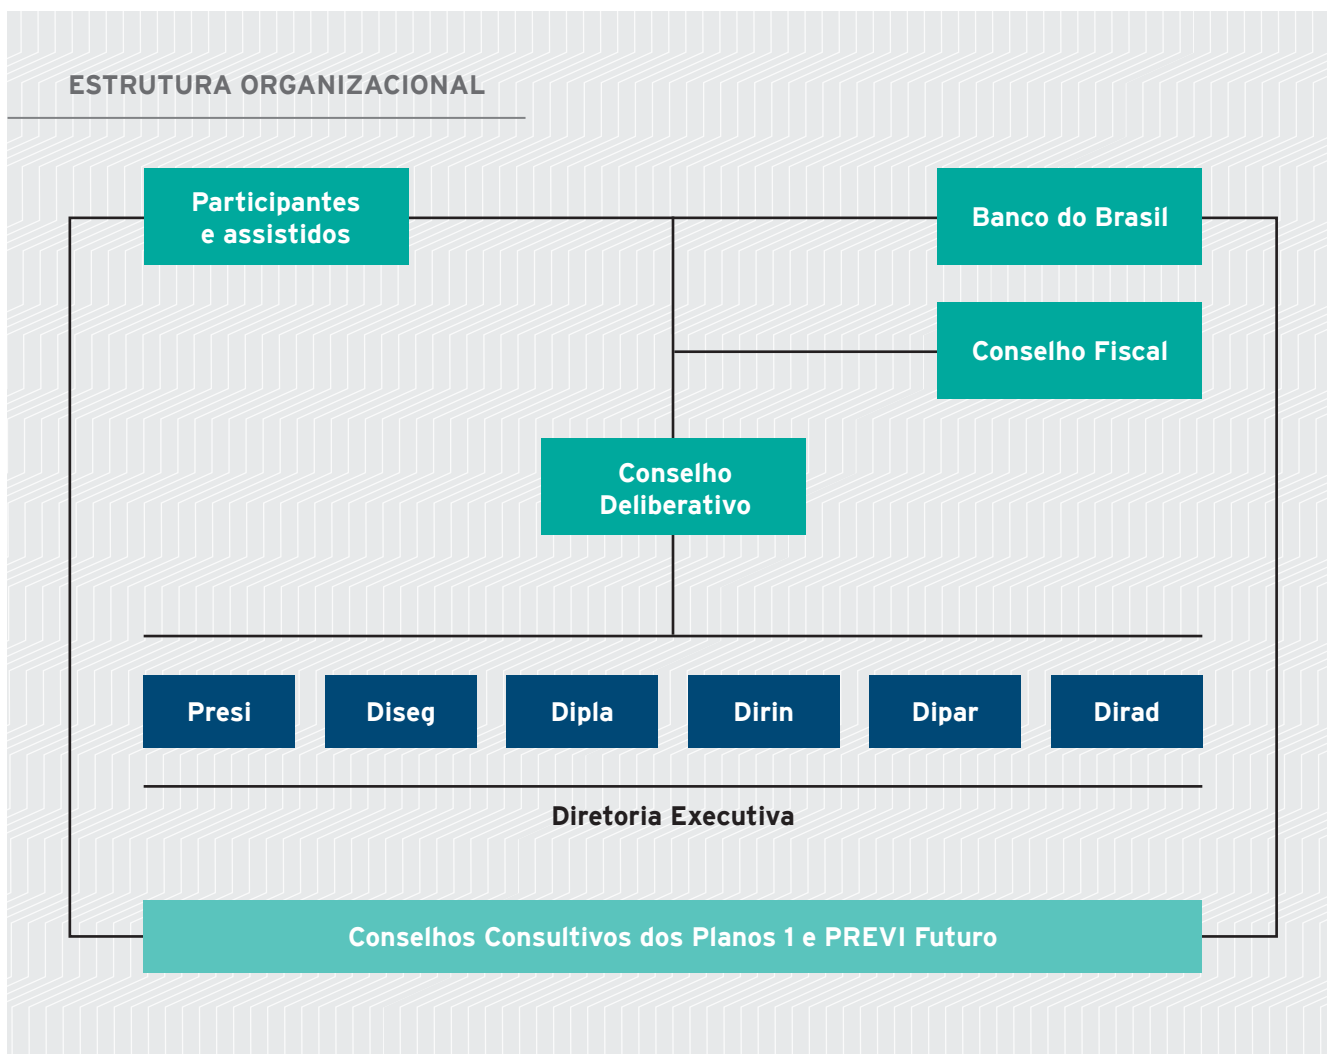 ESTRUTURA ORGANIZACIONAL
Participantes
e assistidos
Banco do Brasil
Conselho Fiscal
Conselho
Deliberativo
Presi
Diseg
Dipla
Dirin
Dipar
Dirad
Diretoria Executiva
Conselhos Consultivos dos Planos 1 e PREVI Futuro